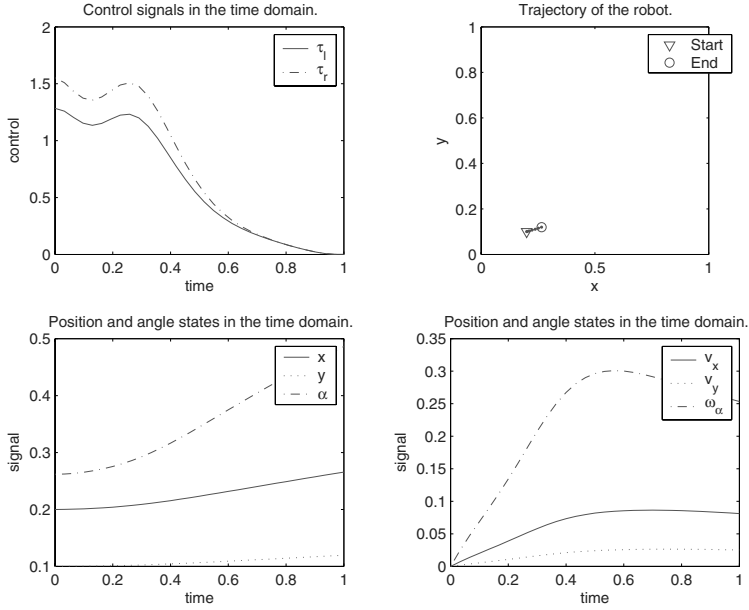 Control signals in the time domain.
2
1.5
1
0.5
0
control
0 0.2 0.4 0.6 0.8 1
time
τ_l
τ_r
Trajectory of the robot.
1
0.8
0.6
0.4
0.2
0
y
0 0.5 1
x
Start
End
Position and angle states in the time domain.
0.5
0.4
0.3
0.2
0.1
signal
0 0.2 0.4 0.6 0.8 1
time
x
y
α
Position and angle states in the time domain.
0.35
0.3
0.25
0.2
0.15
0.1
0.05
0
signal
0 0.2 0.4 0.6 0.8 1
time
v_x
v_y
ω_α